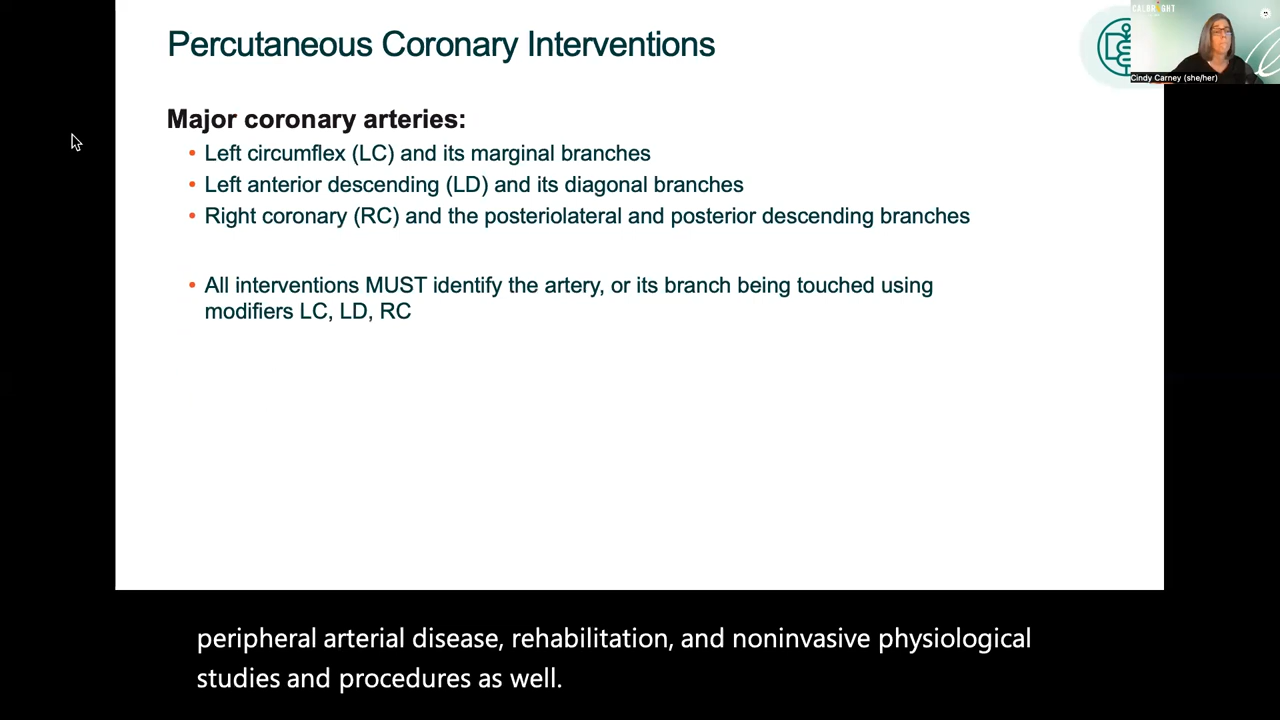 Percutaneous Coronary Interventions
CALBRIGHT
Cindy Carney (she/her)
Major coronary arteries:
• Left circumflex (LC) and its marginal branches
• Left anterior descending (LD) and its diagonal branches
• Right coronary (RC) and the posteriolateral and posterior descending branches
• All interventions MUST identify the artery, or its branch being touched using
modifiers LC, LD, RC
peripheral arterial disease, rehabilitation, and noninvasive physiological
studies and procedures as well.